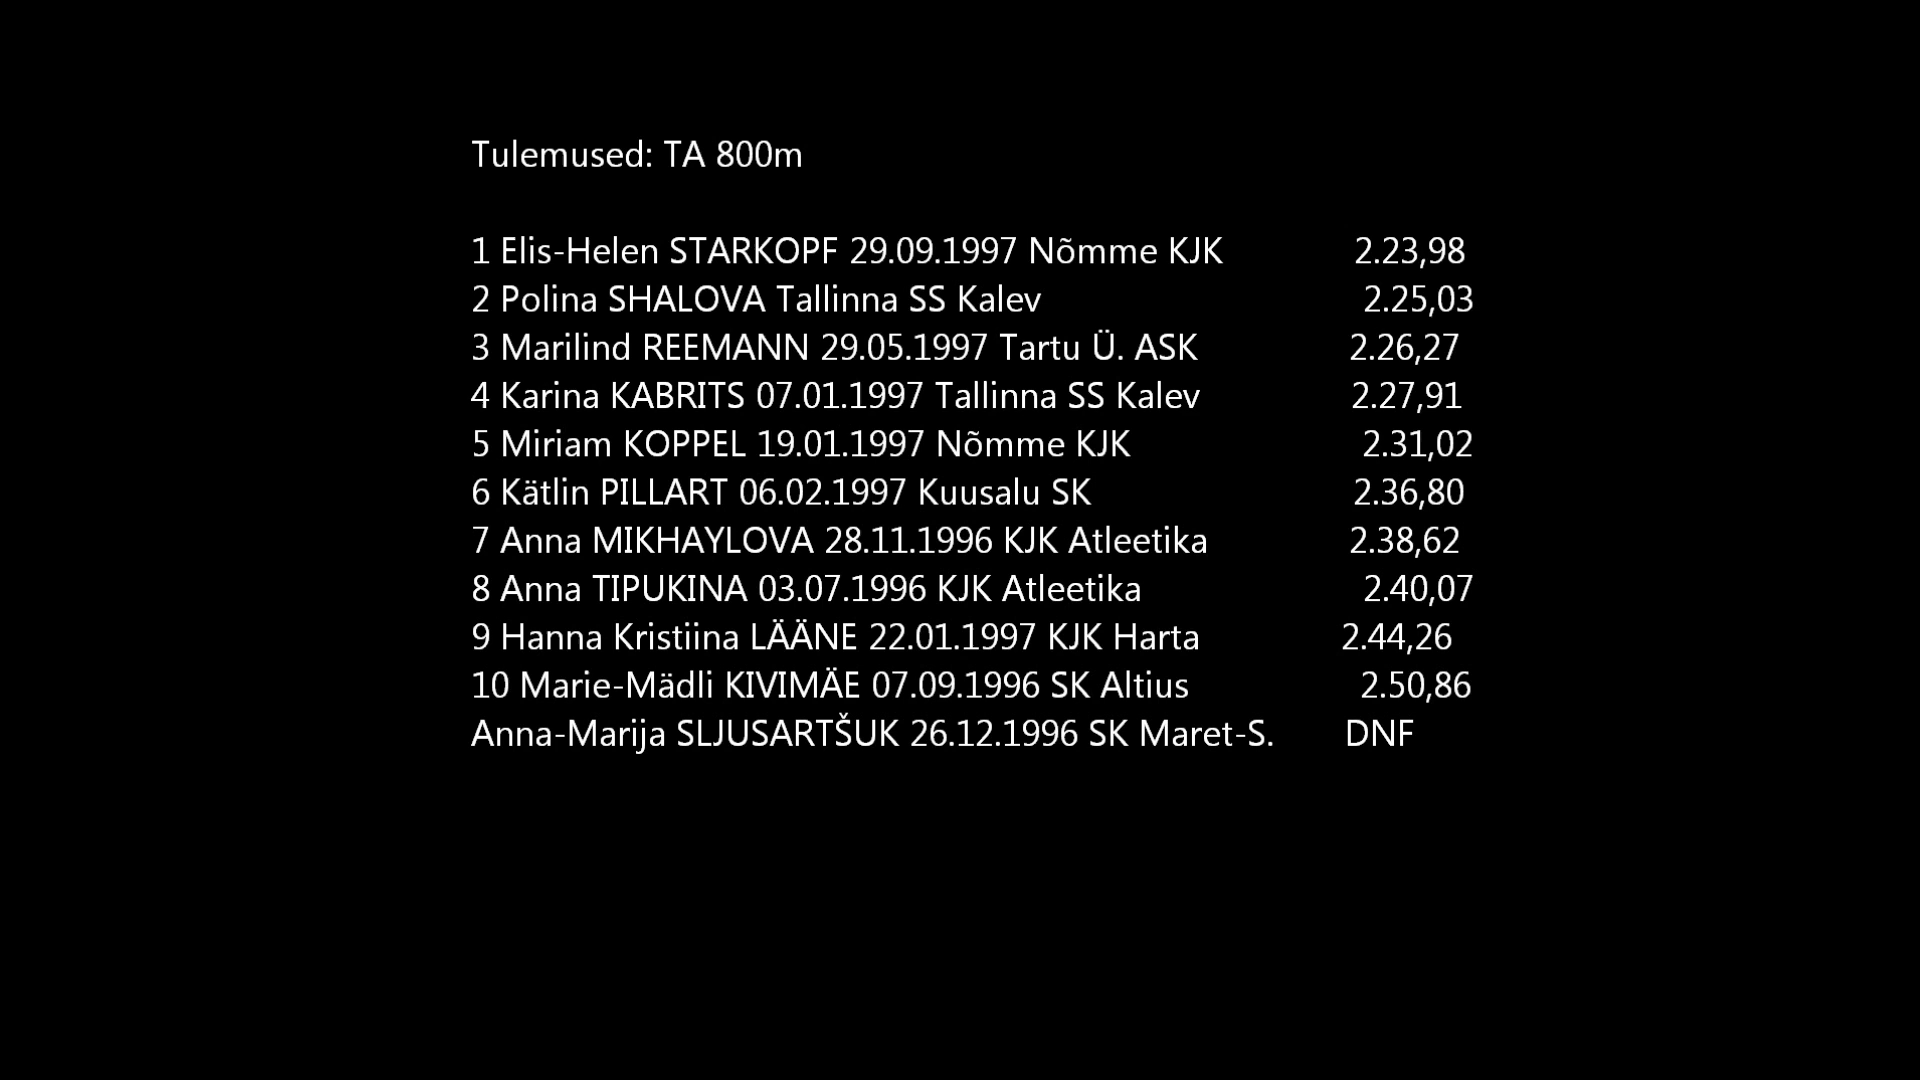 Tulemused: TA 800m
1 Elis-Helen STARKOPF 29.09.1997 Nõmme KJK 2.23,98
2 Polina SHALOVA Tallinna SS Kalev 2.25,03
3 Marilind REEMANN 29.05.1997 Tartu Ü. ASK 2.26,27
4 Karina KABRITS 07.01.1997 Tallinna SS Kalev 2.27,91
5 Miriam KOPPEL 19.01.1997 Nõmme KJK 2.31,02
6 Kätlin PILLART 06.02.1997 Kuusalu SK 2.36,80
7 Anna MIKHAYLOVA 28.11.1996 KJK Atleetika 2.38,62
8 Anna TIPUKINA 03.07.1996 KJK Atleetika 2.40,07
9 Hanna Kristiina LÄÄNE 22.01.1997 KJK Harta 2.44,26
10 Marie-Mädli KIVIMÄE 07.09.1996 SK Altius 2.50,86
Anna-Marija SLJUSARTŠUK 26.12.1996 SK Maret-S. DNF